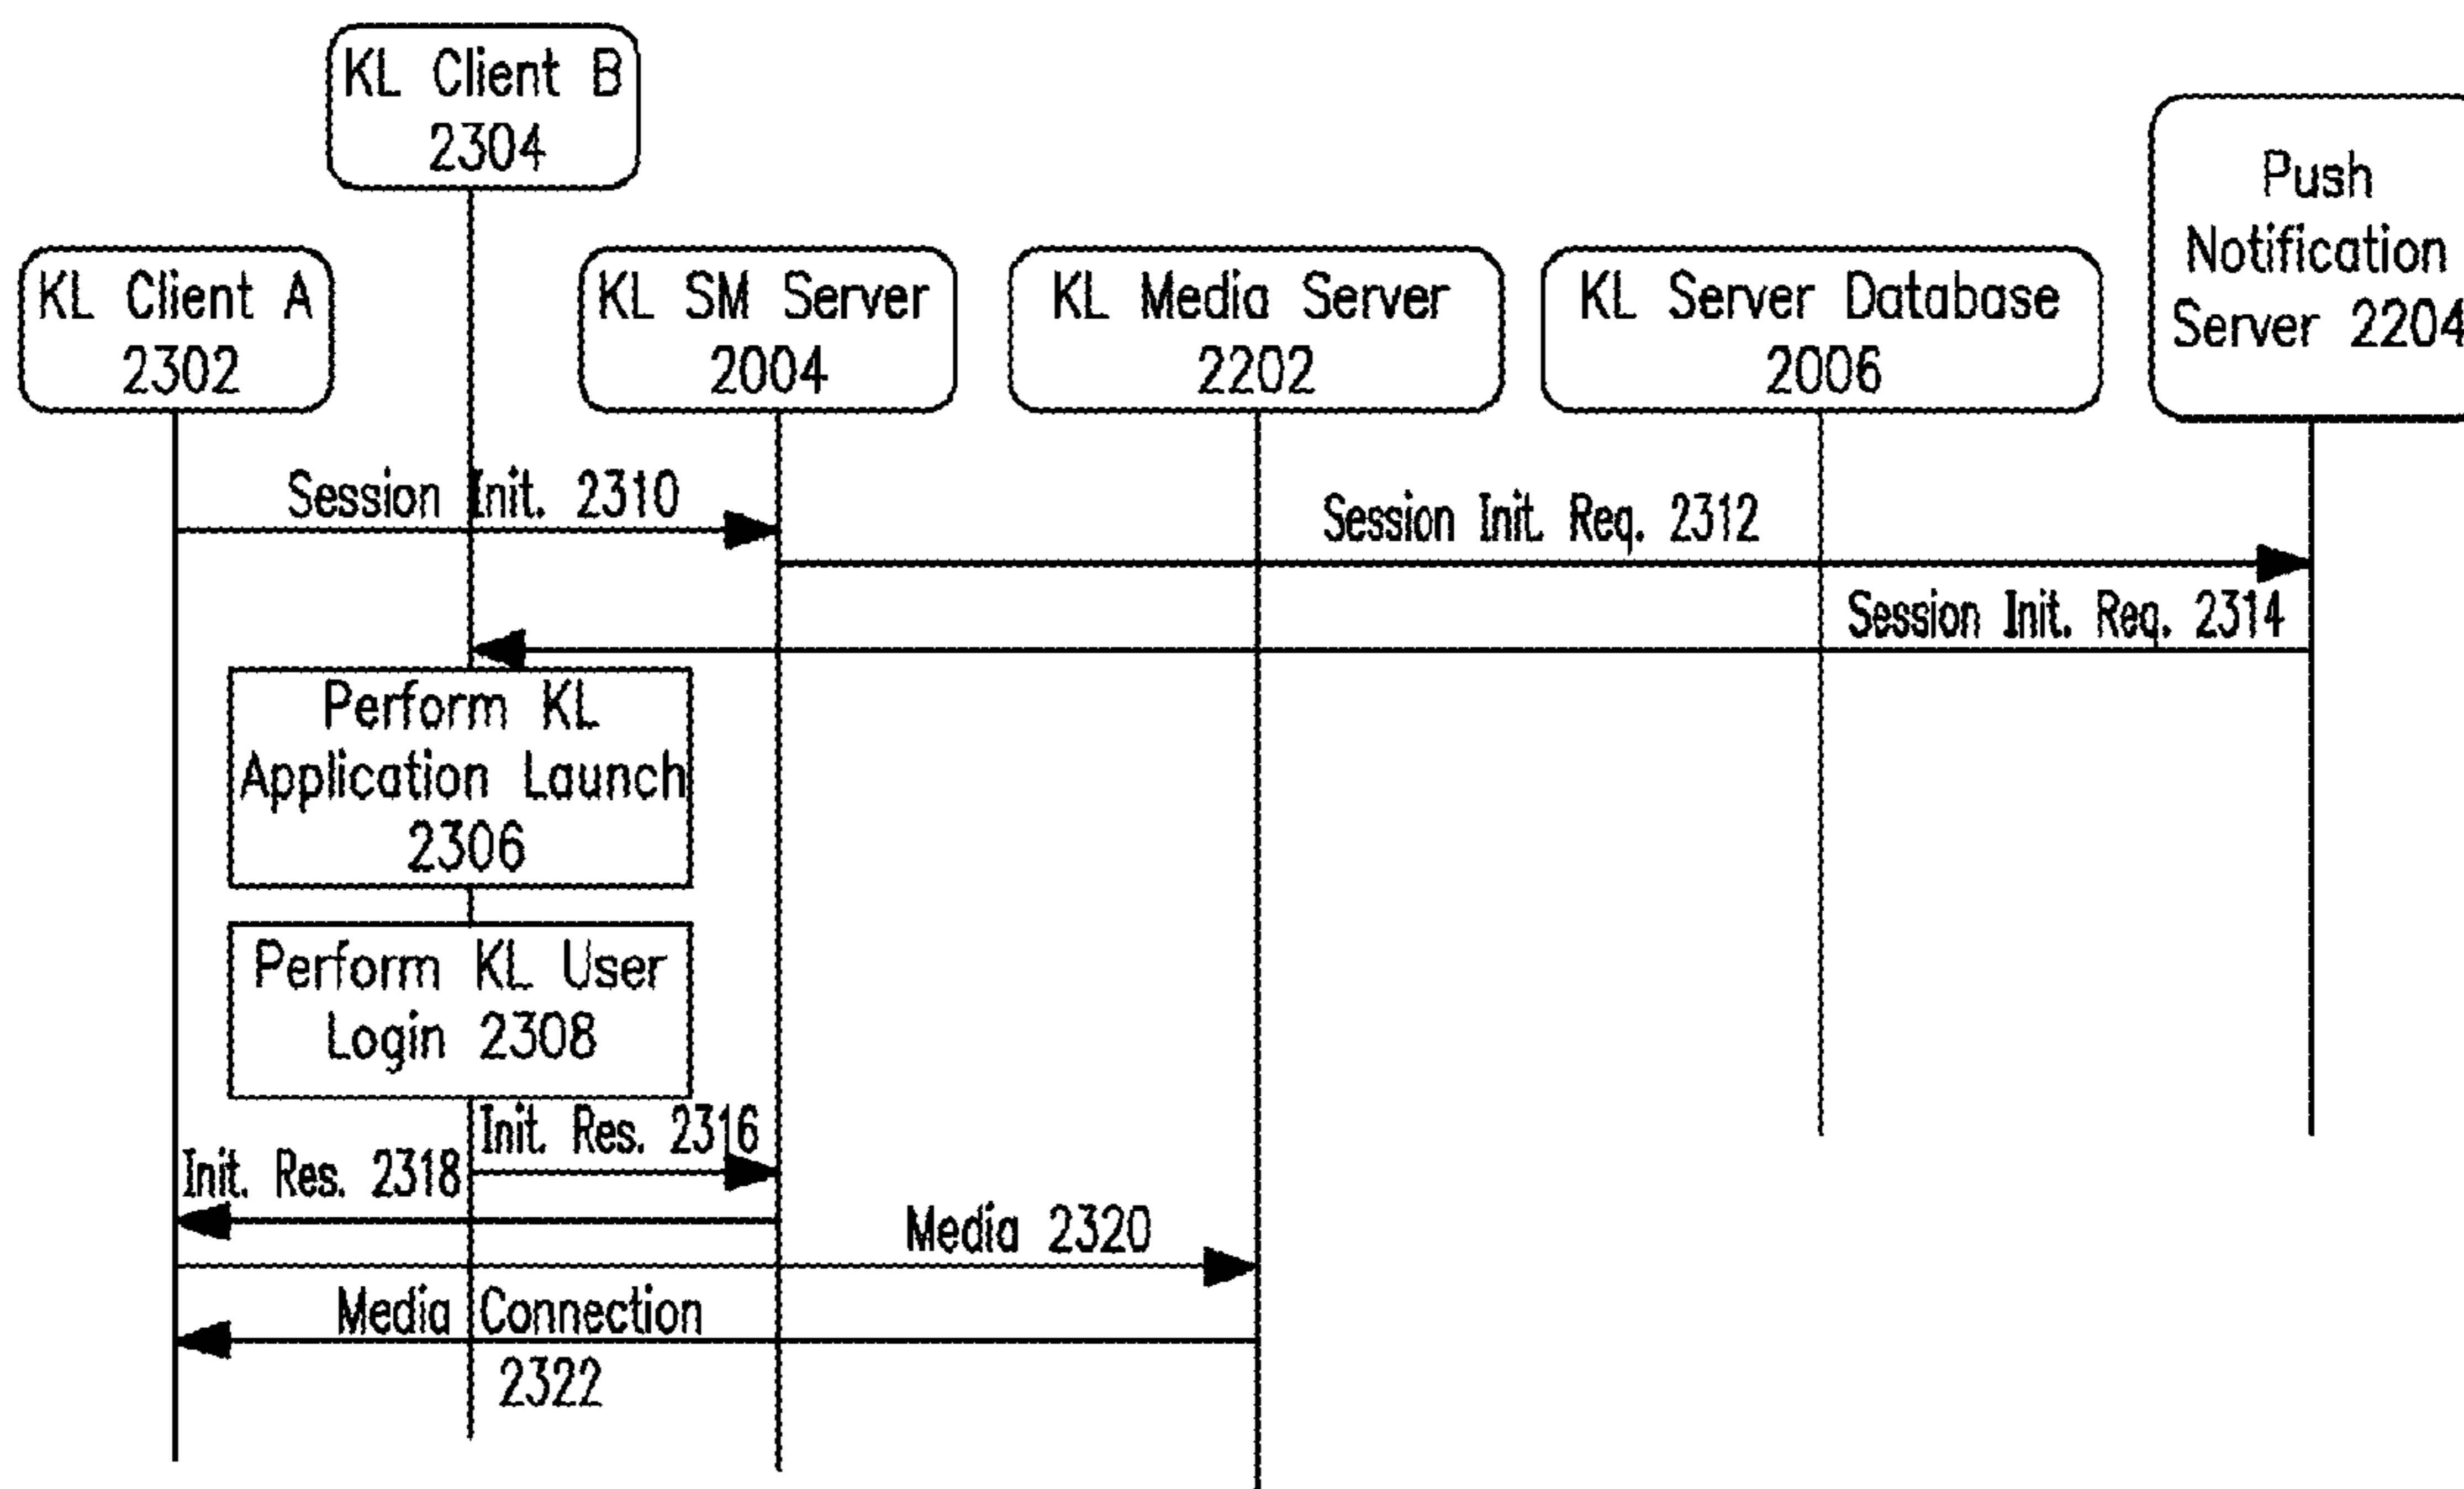 KL Client B
2304
KL Client A
2302
KL SM Server
2004
KL Media Server
2202
KL Server Database
2006
Push
Notification
Server 2204
Session Init. 2310
Session Init. Req. 2312
Session Init. Req. 2314
Perform KL
Application Launch
2306
Perform KL User
Login 2308
Init. Res. 2316
Init. Res. 2318
Media 2320
Media Connection
2322